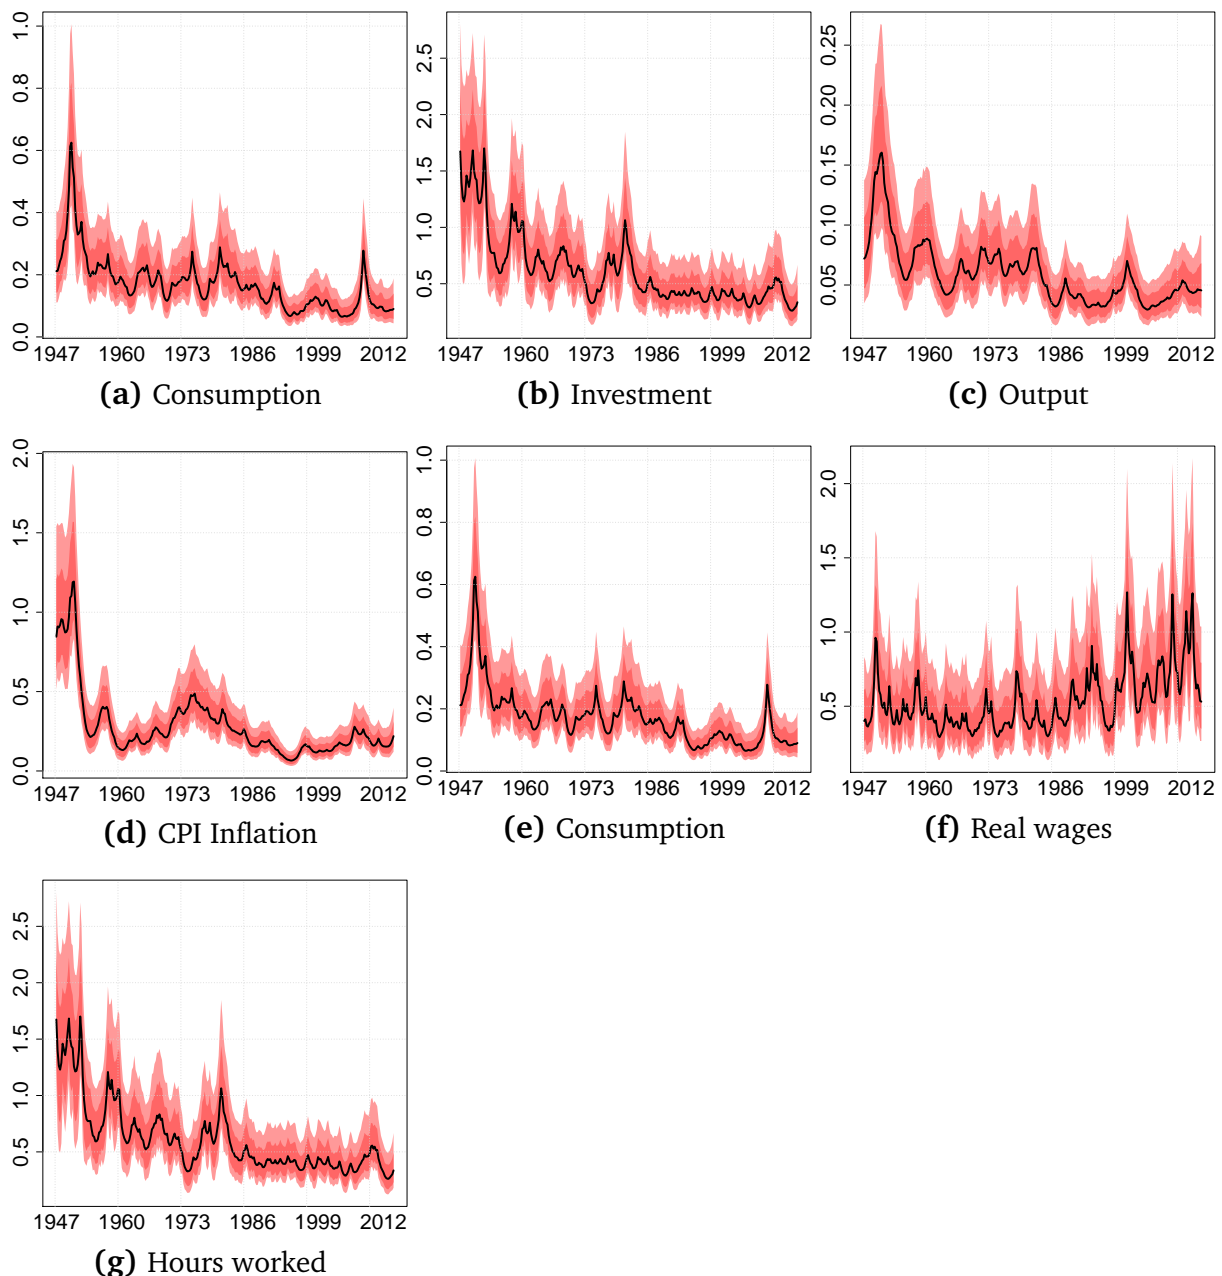 1.0
0.8
0.6
0.4
0.2
0.0
1947 1960 1973 1986 1999 2012
(a) Consumption
2.5
2.0
1.5
1.0
0.5
1947 1960 1973 1986 1999 2012
(b) Investment
0.25
0.20
0.15
0.10
0.05
1947 1960 1973 1986 1999 2012
(c) Output
2.0
1.5
1.0
0.5
0.0
1947 1960 1973 1986 1999 2012
(d) CPI Inflation
1.0
0.8
0.6
0.4
0.2
0.0
1947 1960 1973 1986 1999 2012
(e) Consumption
2.0
1.5
1.0
0.5
1947 1960 1973 1986 1999 2012
(f) Real wages
2.5
2.0
1.5
1.0
0.5
1947 1960 1973 1986 1999 2012
(g) Hours worked